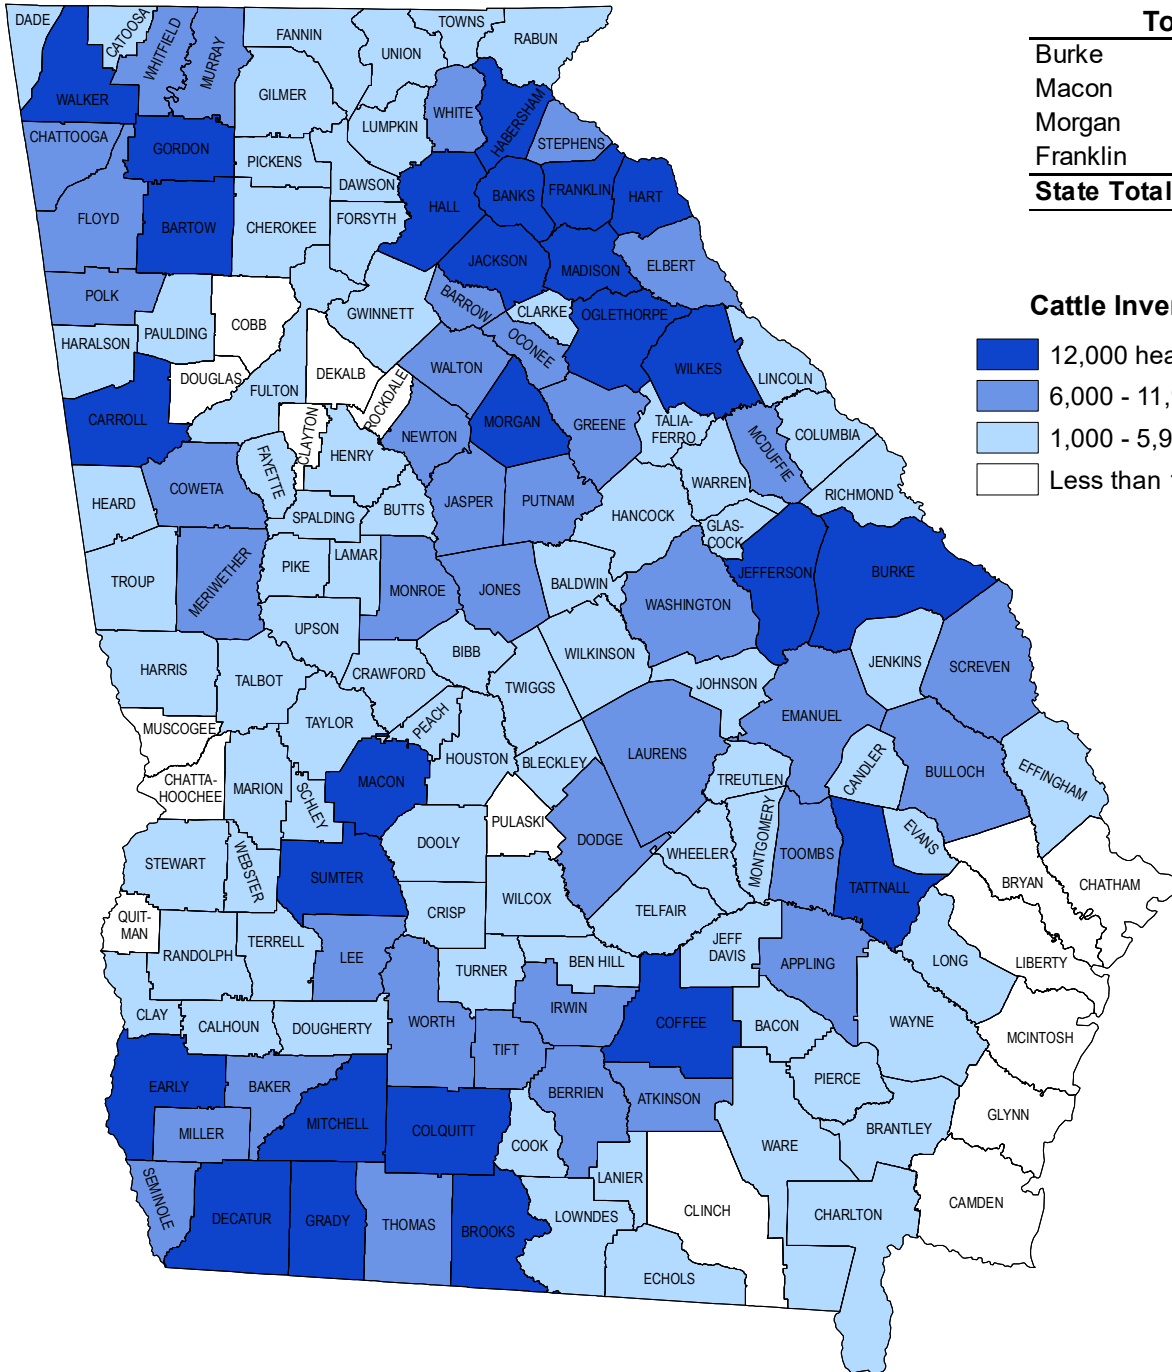 To
Burke
Macon
Morgan
Franklin
State Total
Cattle Inver
12,000 hea
6,000 - 11,
1,000 - 5,9
Less than
DADE
CATOOSA
WHITFIELD
MURRAY
FANNIN
UNION
TOWNS
RABUN
WALKER
GILMER
LUMPKIN
WHITE
HABERSHAM
STEPHENS
CHATTOOGA
GORDON
PICKENS
DAWSON
HALL
BANKS
FRANKLIN
HART
FLOYD
BARTOW
CHEROKEE
FORSYTH
JACKSON
MADISON
ELBERT
POLK
PAULDING
COBB
GWINNETT
BARROW
CLARKE
OGLETHORPE
HARALSON
DOUGLAS
FULTON
DEKALB
ROCKDALE
WALTON
OCONEE
WILKES
LINCOLN
CARROLL
CLAYTON
HENRY
NEWTON
MORGAN
GREENE
TALIA-
FERRO
MCDUFFIE
COLUMBIA
HEARD
COWETA
FAYETTE
SPALDING
BUTTS
JASPER
PUTNAM
HANCOCK
WARREN
GLAS-
COCK
RICHMOND
TROUP
MERIWETHER
PIKE
LAMAR
MONROE
JONES
BALDWIN
WASHINGTON
JEFFERSON
BURKE
HARRIS
TALBOT
UPSON
CRAWFORD
BIBB
TWIGGS
WILKINSON
JOHNSON
JENKINS
SCREVEN
MUSCOGEE
CHATTA-
HOOCHEE
MARION
TAYLOR
SCHLEY
MACON
PEACH
HOUSTON
BLECKLEY
LAURENS
TREUTLEN
EMANUEL
CANDLER
BULLOCH
EFFINGHAM
STEWART
WEBSTER
SUMTER
DOOLY
PULASKI
DODGE
WHEELER
MONTGOMERY
TOOMBS
TATTNALL
EVANS
BRYAN
CHATHAM
QUIT-
MAN
RANDOLPH
TERRELL
LEE
CRISP
WILCOX
TELFAIR
JEFF
DAVIS
APPLING
LONG
LIBERTY
CLAY
CALHOUN
DOUGHERTY
WORTH
TURNER
BEN HILL
IRWIN
COFFEE
BACON
WAYNE
MCINTOSH
EARLY
BAKER
MILLER
MITCHELL
COLQUITT
TIFT
BERRIEN
ATKINSON
PIERCE
WARE
BRANTLEY
GLYNN
SEMINOLE
DECATUR
GRADY
THOMAS
BROOKS
COOK
LANIER
LOWNDES
ECHOLS
CLINCH
CHARLTON
CAMDEN